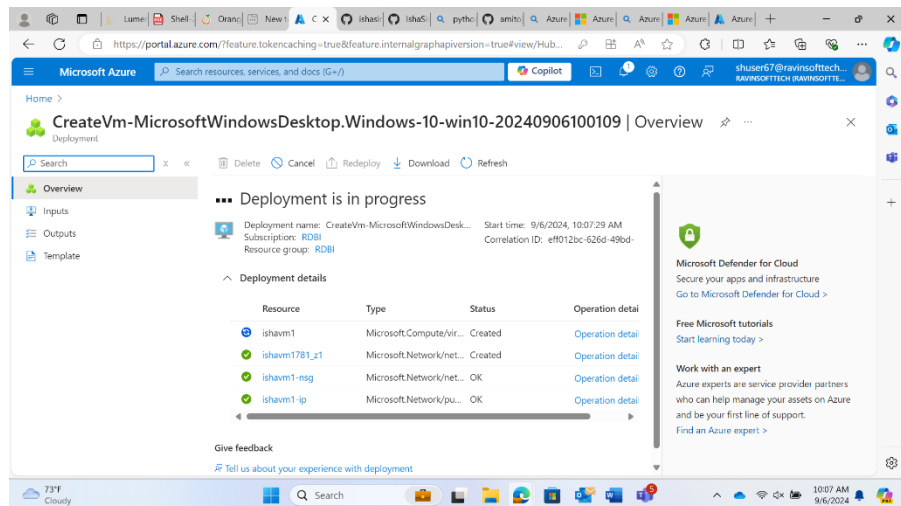 Lume
Shell-
Orang
New t
C
ishasir
IshaSi
pytho
amito
Azure
Azure
Azure
Azure
Azure
https://portal.azure.com/?feature.tokencaching=true&feature.internalgraphapiversion=true#view/Hub...
Microsoft Azure
Search resources, services, and docs (G+/)
Copilot
shuser67@ravinsofttech...
RAVINSOFTTECH (RAVINSOFTTE...
Home >
CreateVm-MicrosoftWindowsDesktop.Windows-10-win10-20240906100109 | Overview
Deployment
Search
Delete Cancel Redeploy Download Refresh
Overview
Inputs
Outputs
Template
Deployment is in progress
Deployment name: CreateVm-MicrosoftWindowsDesk...
Subscription: RDBI
Resource group: RDBI
Start time: 9/6/2024, 10:07:29 AM
Correlation ID: eff012bc-626d-49bd-
Deployment details
Resource Type Status Operation detai
ishavm1 Microsoft.Compute/vir... Created Operation detail
ishavm1781_z1 Microsoft.Network/net... Created Operation detail
ishavm1-nsg Microsoft.Network/net... OK Operation detail
ishavm1-ip Microsoft.Network/pu... OK Operation detail
Give feedback
Tell us about your experience with deployment
Microsoft Defender for Cloud
Secure your apps and infrastructure
Go to Microsoft Defender for Cloud >
Free Microsoft tutorials
Start learning today >
Work with an expert
Azure experts are service provider partners
who can help manage your assets on Azure
and be your first line of support.
Find an Azure expert >
73°F
Cloudy
Search
10:07 AM
9/6/2024